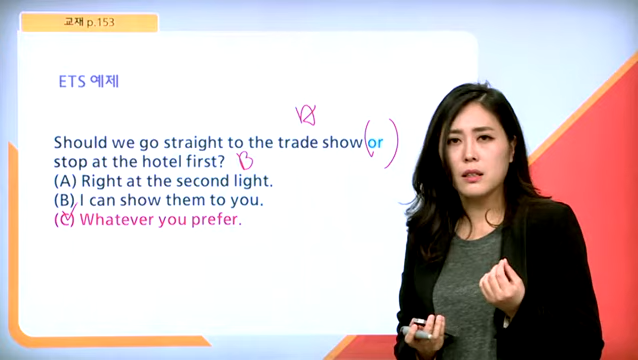 교재 p.153
ETS 예제
A
Should we go straight to the trade show or
stop at the hotel first? B
(A) Right at the second light.
(B) I can show them to you.
(C) Whatever you prefer.